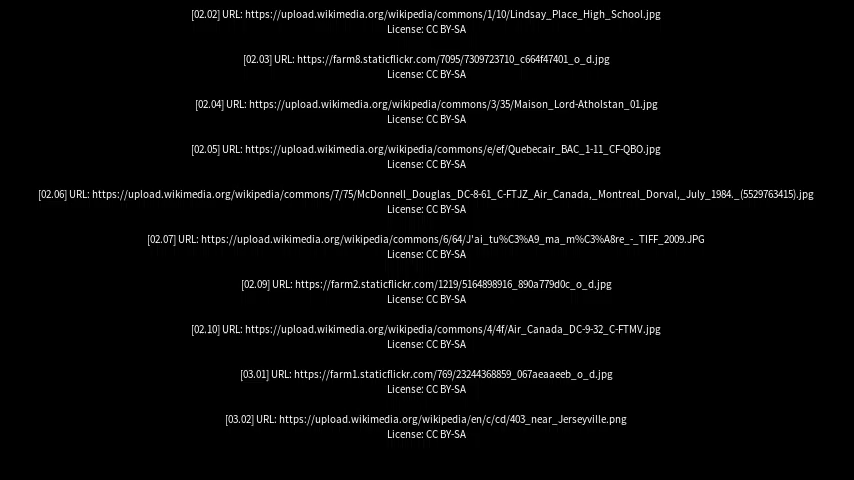 [02.02] URL: https://upload.wikimedia.org/wikipedia/commons/1/10/Lindsay_Place_High_School.jpg
License: CC BY-SA
[02.03] URL: https://farm8.staticflickr.com/7095/7309723710_c664f47401_o_d.jpg
License: CC BY-SA
[02.04] URL: https://upload.wikimedia.org/wikipedia/commons/3/35/Maison_Lord-Atholstan_01.jpg
License: CC BY-SA
[02.05] URL: https://upload.wikimedia.org/wikipedia/commons/e/ef/Quebecair_BAC_1-11_CF-QBO.jpg
License: CC BY-SA
[02.06] URL: https://upload.wikimedia.org/wikipedia/commons/7/75/McDonnell_Douglas_DC-8-61_C-FTJZ_Air_Canada,_Montreal_Dorval,_July_1984._(5529763415).jpg
License: CC BY-SA
[02.07] URL: https://upload.wikimedia.org/wikipedia/commons/6/64/J'ai_tu%C3%A9_ma_m%C3%A8re_-_TIFF_2009.JPG
License: CC BY-SA
[02.09] URL: https://farm2.staticflickr.com/1219/5164898916_890a779d0c_o_d.jpg
License: CC BY-SA
[02.10] URL: https://upload.wikimedia.org/wikipedia/commons/4/4f/Air_Canada_DC-9-32_C-FTMV.jpg
License: CC BY-SA
[03.01] URL: https://farm1.staticflickr.com/769/23244368859_067aeaaeeb_o_d.jpg
License: CC BY-SA
[03.02] URL: https://upload.wikimedia.org/wikipedia/en/c/cd/403_near_Jerseyville.png
License: CC BY-SA